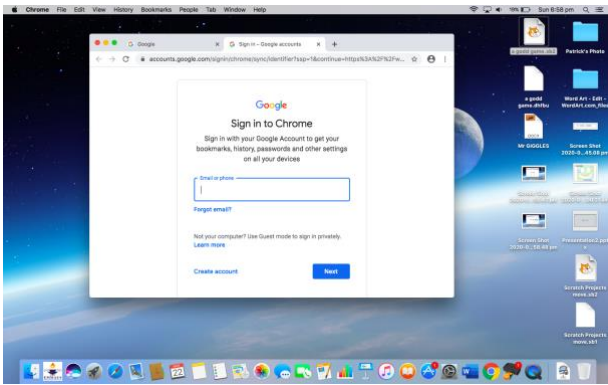 Chrome File Edit View History Bookmarks People Tab Window Help
Sun 8:58 pm
Google
Sign in – Google accounts
accounts.google.com/signin/chrome/sync/identifier?ssp=1&continue=https%3A%2F%2Fw...
Google
Sign in to Chrome
Sign in with your Google Account to get your
bookmarks, history, passwords and other settings
on all your devices
Email or phone
Forgot email?
Not your computer? Use Guest mode to sign in privately.
Learn more
Create account
Next
a godd game.sb2
Patrick's Photo
a godd
Word Art - Edit -
WordArt.com_files
Mr GIGGLES
Screen Shot
Screen Shot
Scratch Projects
move.sb2
Scratch Projects
move.sb1